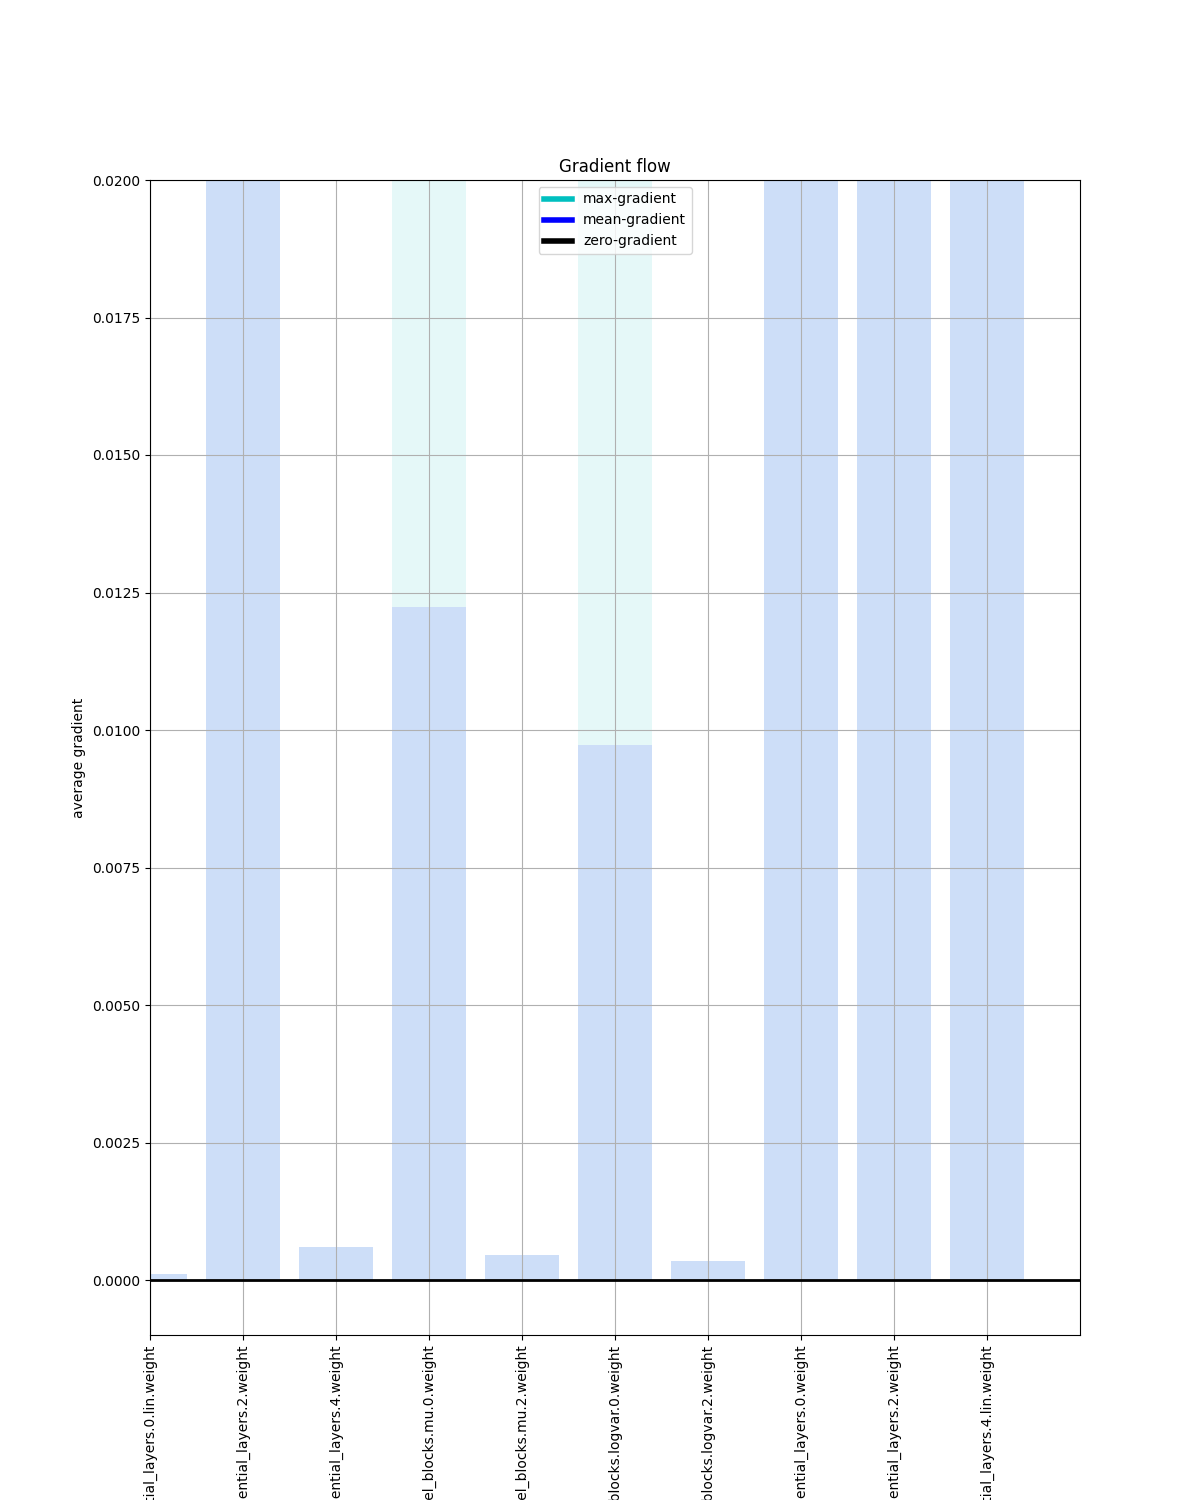 Gradient flow
max-gradient
mean-gradient
zero-gradient
0.0200
0.0175
0.0150
0.0125
0.0100
0.0075
0.0050
0.0025
0.0000
average gradient
tial_layers.0.lin.weight
ential_layers.2.weight
ential_layers.4.weight
el_blocks.mu.0.weight
el_blocks.mu.2.weight
blocks.logvar.0.weight
blocks.logvar.2.weight
ential_layers.0.weight
ential_layers.2.weight
tial_layers.4.lin.weight